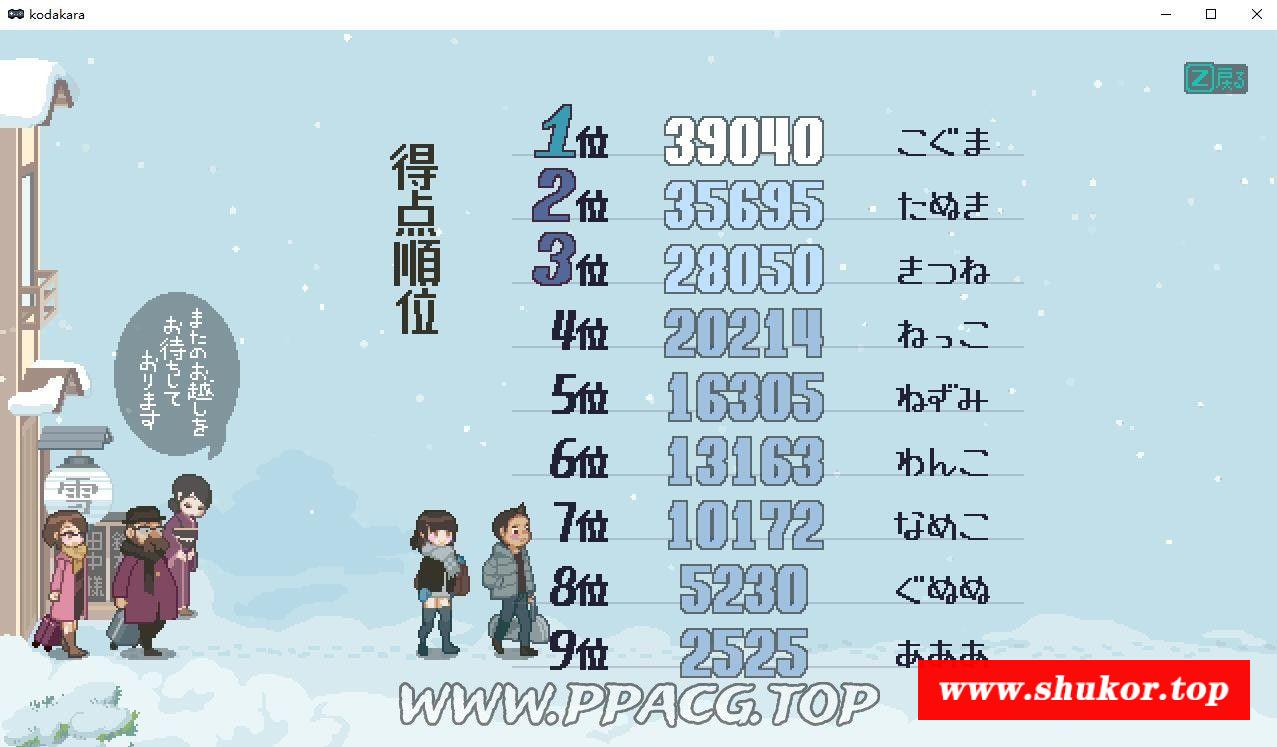 kodakara
Z戻る
得点順位
1位 39040 こぐま
2位 35695 たぬき
3位 28050 きつね
4位 20214 ねっこ
5位 16305 ねずみ
6位 13163 わんこ
7位 10172 なめこ
8位 5230 ぐぬぬ
9位 2525 あああ
またのお越しを
お待ちして
おります
雪
田中様
WWW.PPACG.TOP
www.shukor.top